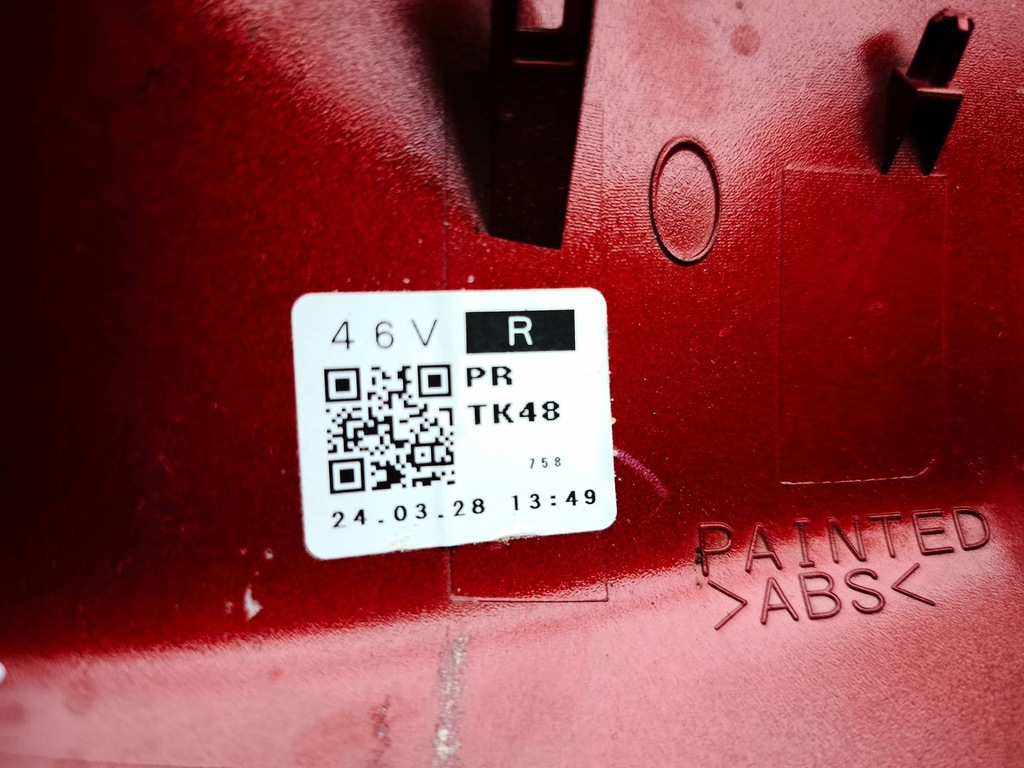 46V R
PR
TK48
758
24.03.28 13:49
PAINTED
>ABS<